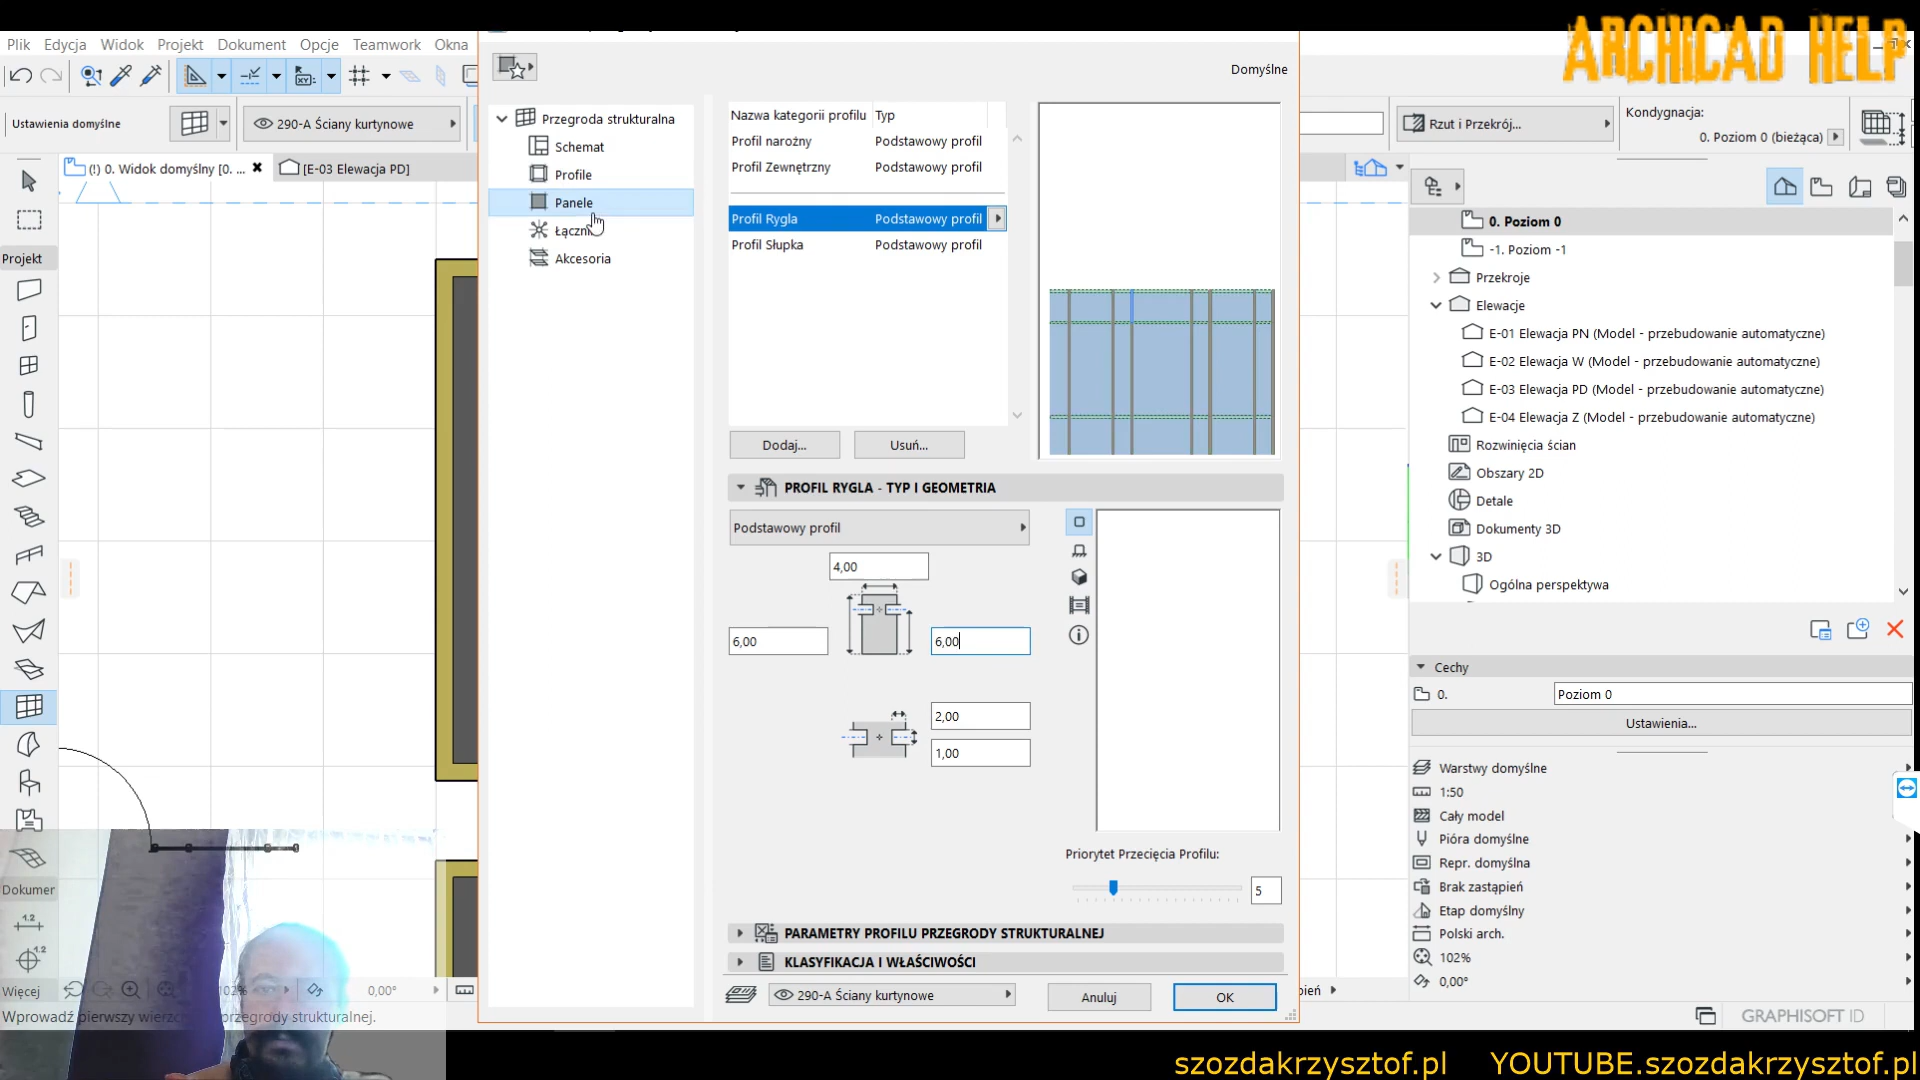 ARCHICAD HELP
Plik Edycja Widok Projekt Dokument Opcje Teamwork Okna
Domyślne
Ustawienia domyślne
290-A Ściany kurtynowe
Rzut i Przekrój...
Kondygnacja:
0. Poziom 0 (bieżąca)
(!) 0. Widok domyślny [0. ...
[E-03 Elewacja PD]
Przegroda strukturalna
Schemat
Profile
Panele
Akcesoria
Nazwa kategorii profilu Typ
Profil narożny Podstawowy profil
Profil Zewnętrzny Podstawowy profil
Profil Rygla Podstawowy profil
Profil Słupka Podstawowy profil
Dodaj...
Usuń...
PROFIL RYGLA - TYP I GEOMETRIA
Podstawowy profil
4,00
6,00
6,00
2,00
1,00
Priorytet Przecięcia Profilu:
5
PARAMETRY PROFILU PRZEGRODY STRUKTURALNEJ
KLASYFIKACJA I WŁAŚCIWOŚCI
290-A Ściany kurtynowe
Anuluj
OK
Projekt
Dokumer
1.2
1.2
Więcej
102%
0,00°
Wprowadź pierwszy przegrody strukturalnej.
0. Poziom 0
-1. Poziom -1
Przekroje
Elewacje
E-01 Elewacja PN (Model - przebudowanie automatyczne)
E-02 Elewacja W (Model - przebudowanie automatyczne)
E-03 Elewacja PD (Model - przebudowanie automatyczne)
E-04 Elewacja Z (Model - przebudowanie automatyczne)
Rozwinięcia ścian
Obszary 2D
Detale
Dokumenty 3D
3D
Ogólna perspektywa
Cechy
0.
Poziom 0
Ustawienia...
Warstwy domyślne
1:50
Cały model
Pióra domyślne
Repr. domyślna
Brak zastąpień
Etap domyślny
Polski arch.
102%
0,00°
GRAPHISOFT ID
szozdakrzysztof.pl YOUTUBE.szozdakrzysztof.pl